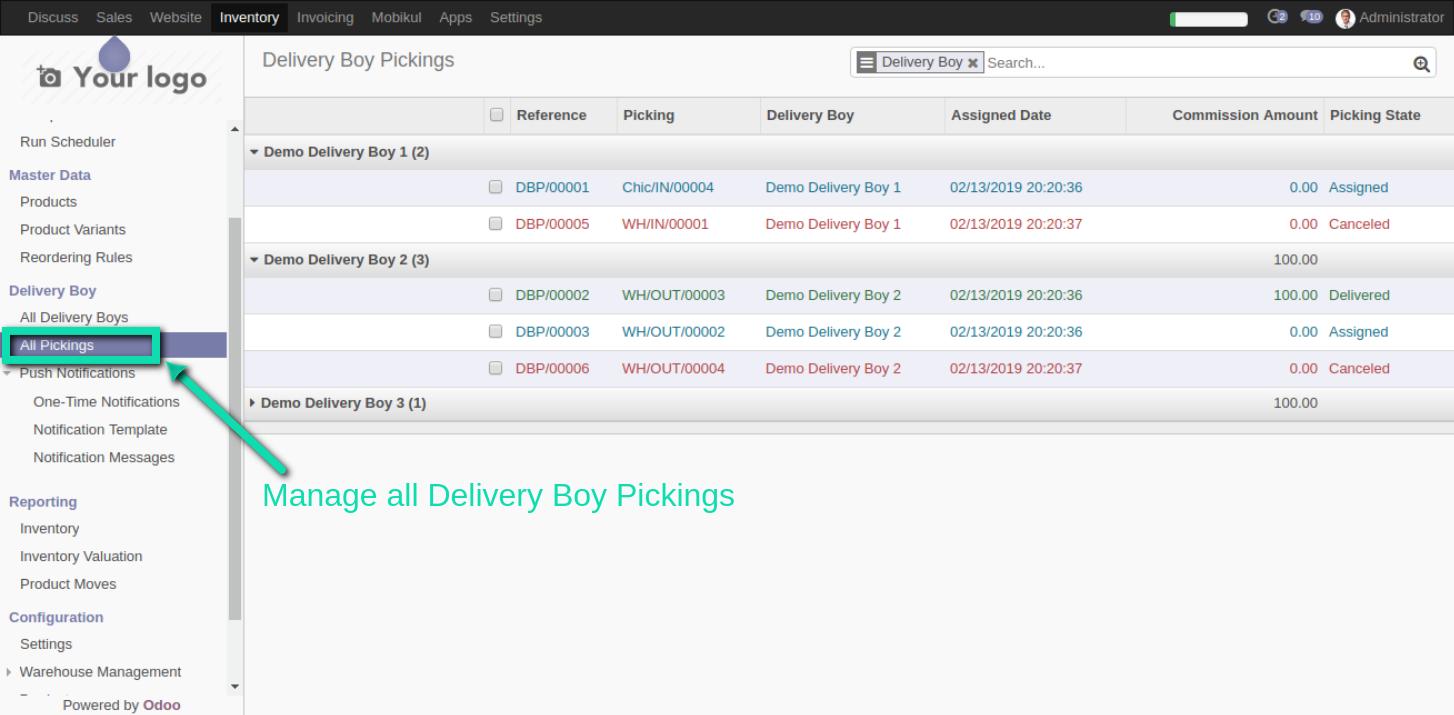 Discuss Sales Website Inventory Invoicing Mobikul Apps Settings 2 10 Administrator
Your logo
Delivery Boy Pickings
Delivery Boy Search...
Run Scheduler
Master Data
Products
Product Variants
Reordering Rules
Delivery Boy
All Delivery Boys
All Pickings
Push Notifications
One-Time Notifications
Notification Template
Notification Messages
Reporting
Inventory
Inventory Valuation
Product Moves
Configuration
Settings
Warehouse Management
Powered by Odoo
Reference Picking Delivery Boy Assigned Date Commission Amount Picking State
Demo Delivery Boy 1 (2)
DBP/00001 Chic/IN/00004 Demo Delivery Boy 1 02/13/2019 20:20:36 0.00 Assigned
DBP/00005 WH/IN/00001 Demo Delivery Boy 1 02/13/2019 20:20:37 0.00 Canceled
Demo Delivery Boy 2 (3) 100.00
DBP/00002 WH/OUT/00003 Demo Delivery Boy 2 02/13/2019 20:20:36 100.00 Delivered
DBP/00003 WH/OUT/00002 Demo Delivery Boy 2 02/13/2019 20:20:36 0.00 Assigned
DBP/00006 WH/OUT/00004 Demo Delivery Boy 2 02/13/2019 20:20:37 0.00 Canceled
Demo Delivery Boy 3 (1) 100.00
Manage all Delivery Boy Pickings